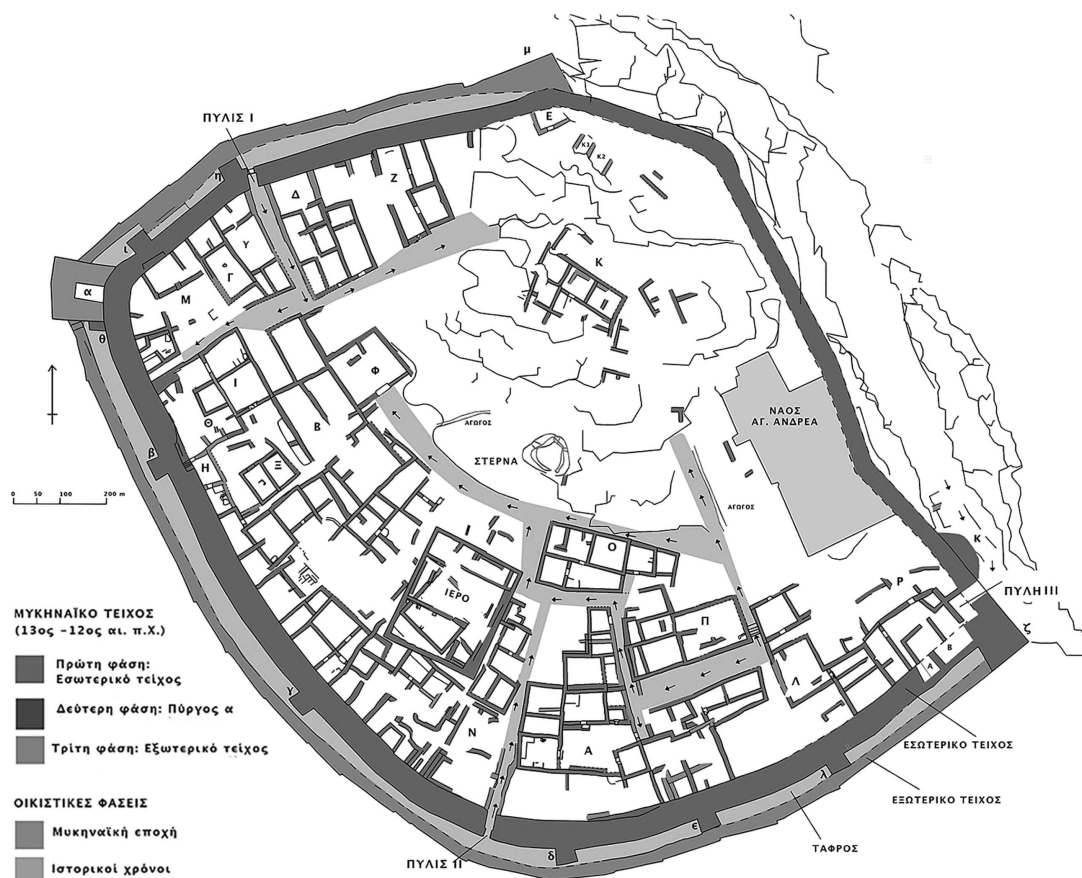 μ
ΠΥΛΙΣ Ι
Ε
Κ1
Κ2
η
Δ
Ζ
Υ
Γ
ι
Κ
α
Μ
θ
Φ
Ι
ΝΑΟΣ
ΑΓ. ΑΝΔΡΕΑ
ΑΓΩΓΟΣ
Θ
Β
ΣΤΕΡΝΑ
β
Η
Ξ
0 50 100 200 m
ΑΓΩΓΟΣ
Ι
Ο
Κ
ΙΕΡΟ
Ρ
ΠΥΛΗ ΙΙΙ
ΜΥΚΗΝΑΪΚΟ ΤΕΙΧΟΣ
(13ος –12ος αι. π.Χ.)
Π
ζ
Β
Α
Πρώτη φάση:
Εσωτερικό τείχος
γ
Λ
Δεύτερη φάση: Πύργος α
Ν
Α
Τρίτη φάση: Εξωτερικό τείχος
ΕΣΩΤΕΡΙΚΟ ΤΕΙΧΟΣ
λ
ΕΞΩΤΕΡΙΚΟ ΤΕΙΧΟΣ
ΟΙΚΙΣΤΙΚΕΣ ΦΑΣΕΙΣ
Μυκηναϊκή εποχή
ε
ΤΑΦΡΟΣ
δ
ΠΥΛΙΣ ΙΙ
Ιστορικοί χρόνοι